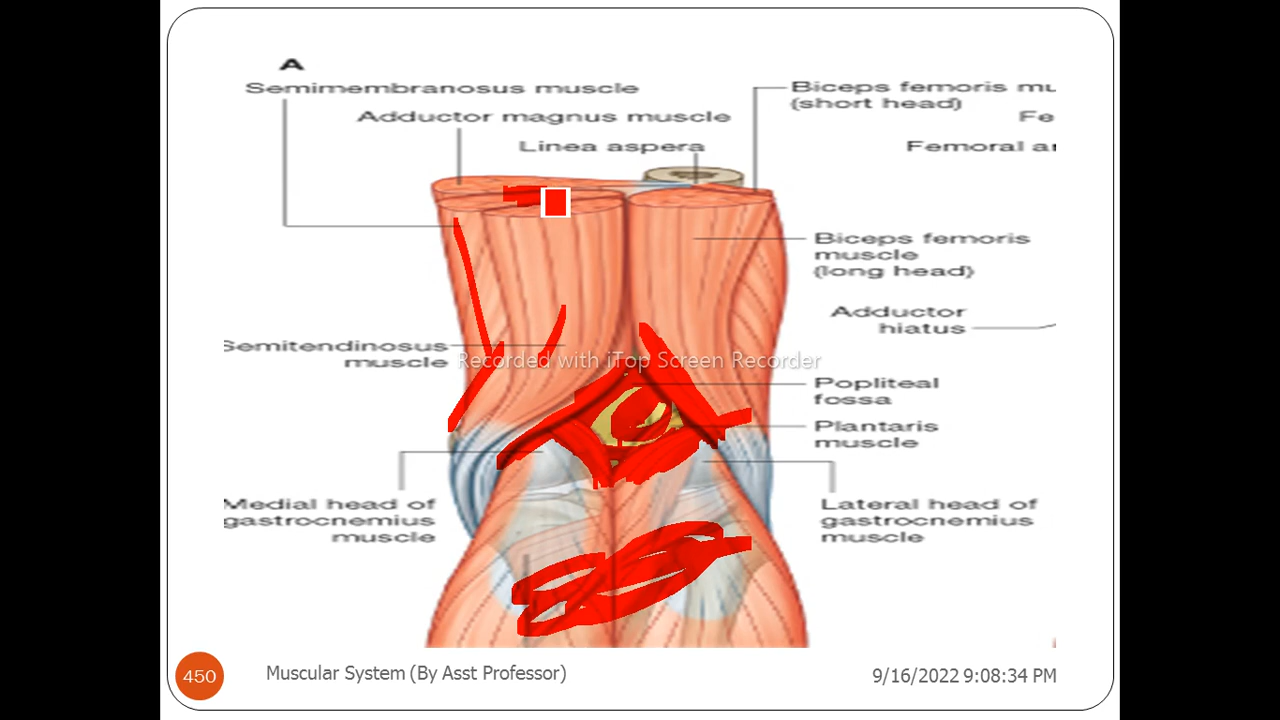 A
Semimembranosus muscle
Adductor magnus muscle
Linea aspera
Biceps femoris mu
(short head)
Fe
Femoral ar
Biceps femoris
muscle
(long head)
Adductor
hiatus
Semitendinosus
muscle
Recorded with iTop Screen Recorder
Popliteal
fossa
Plantaris
muscle
Medial head of
gastrocnemius
muscle
Lateral head of
gastrocnemius
muscle
450
Muscular System (By Asst Professor)
9/16/2022 9:08:34 PM